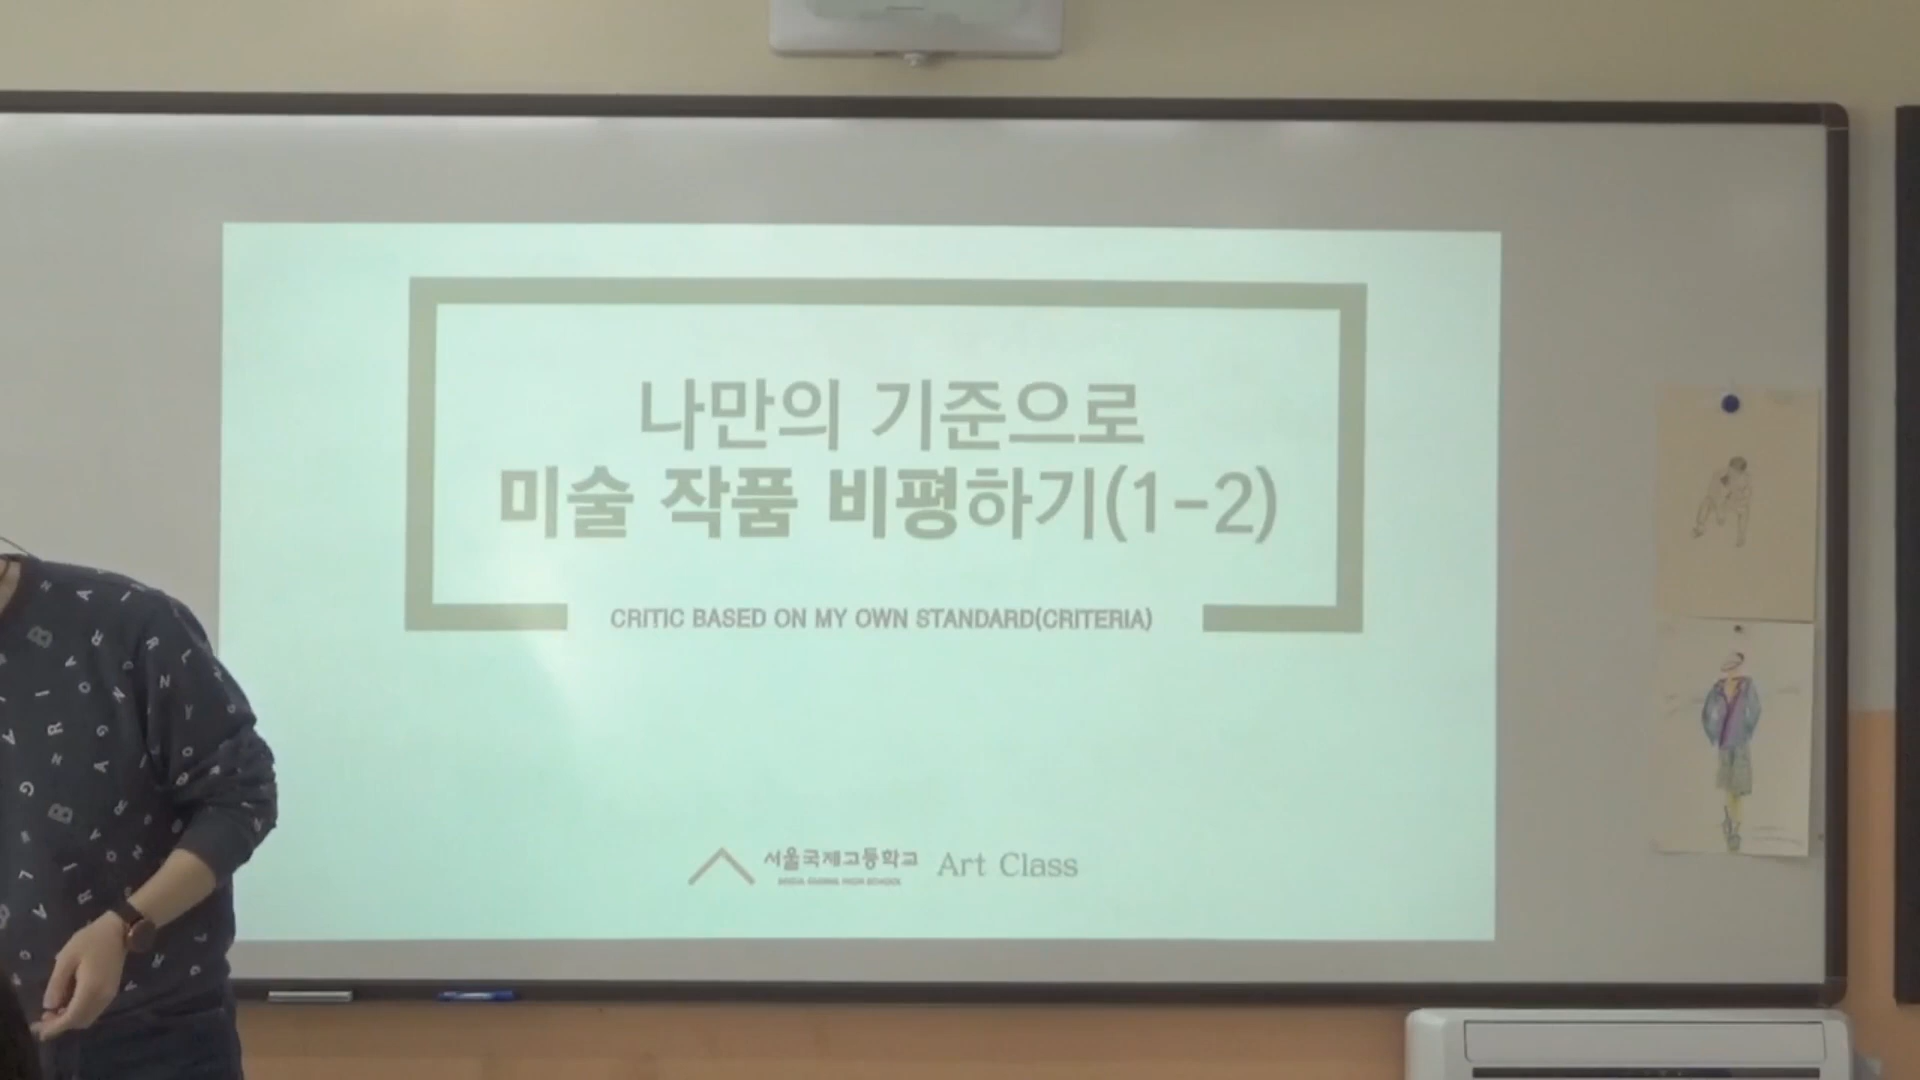 나만의 기준으로
미술 작품 비평하기(1-2)
CRITIC BASED ON MY OWN STANDARD(CRITERIA)
서울국제고등학교 Art Class